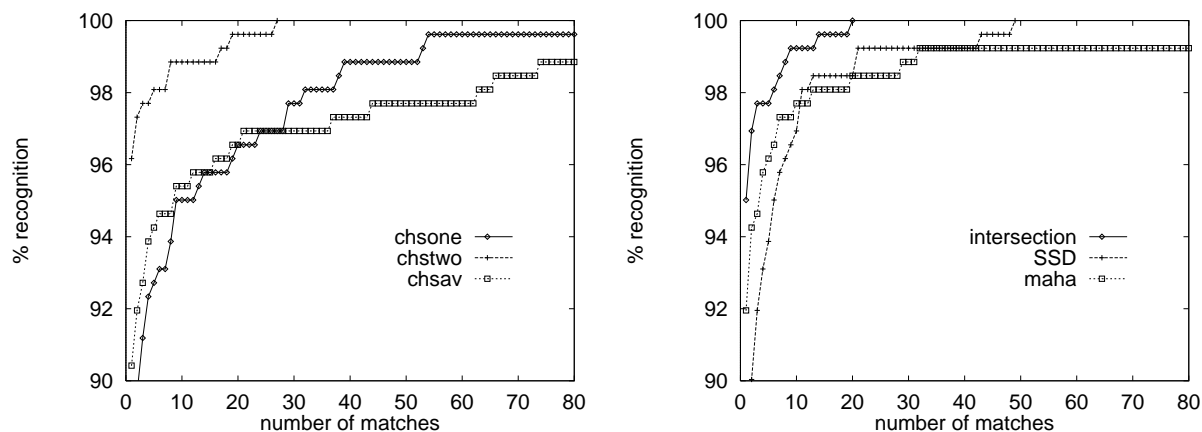 100
98
96
94
92
90
% recognition
chsone
chstwo
chsav
0 10 20 30 40 50 60 70 80
number of matches
100
98
96
94
92
90
% recognition
intersection
SSD
maha
0 10 20 30 40 50 60 70 80
number of matches